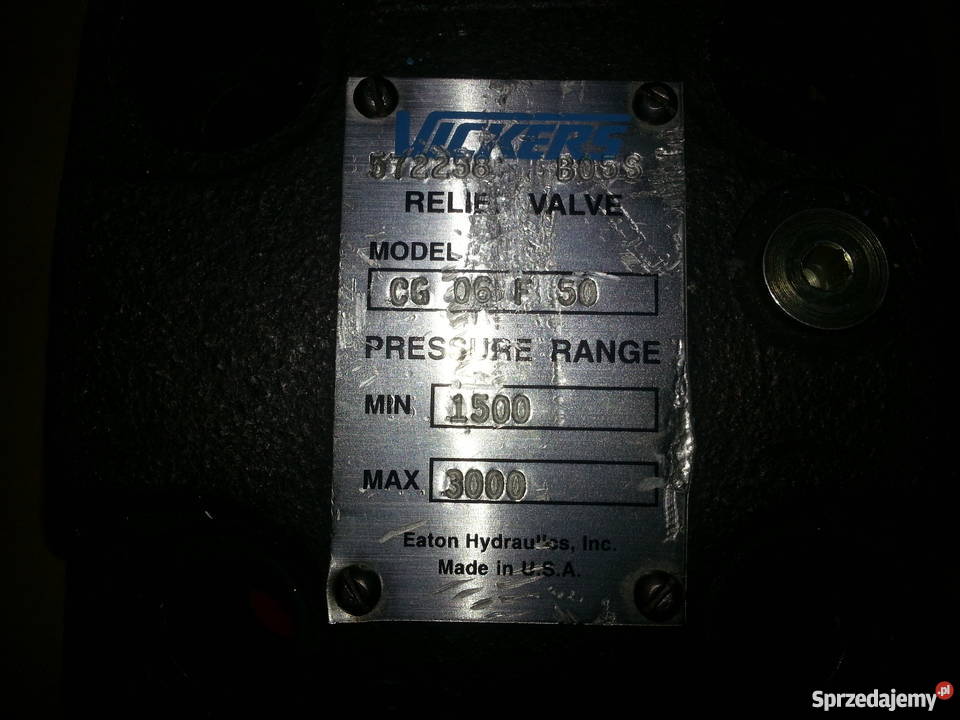 VICKERS
572258
RELIEF VALVE
MODEL
CG 06 F 50
PRESSURE RANGE
MIN 1500
MAX 3000
Eaton Hydraulics, Inc.
Made in U.S.A.
Sprzedajemy.pl